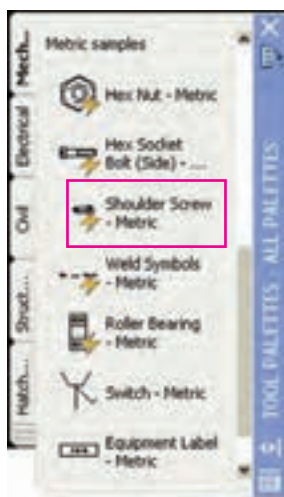 Metric samples
Hex Nut - Metric
Hex Socket
Bolt (Side) - ...
Shoulder Screw
- Metric
Weld Symbols
- Metric
Roller Bearing
- Metric
Switch - Metric
Equipment Label
- Metric
Mech...
Electrical
Civil
Struct...
Hatch...
TOOL PALETTES - ALL PALETTES